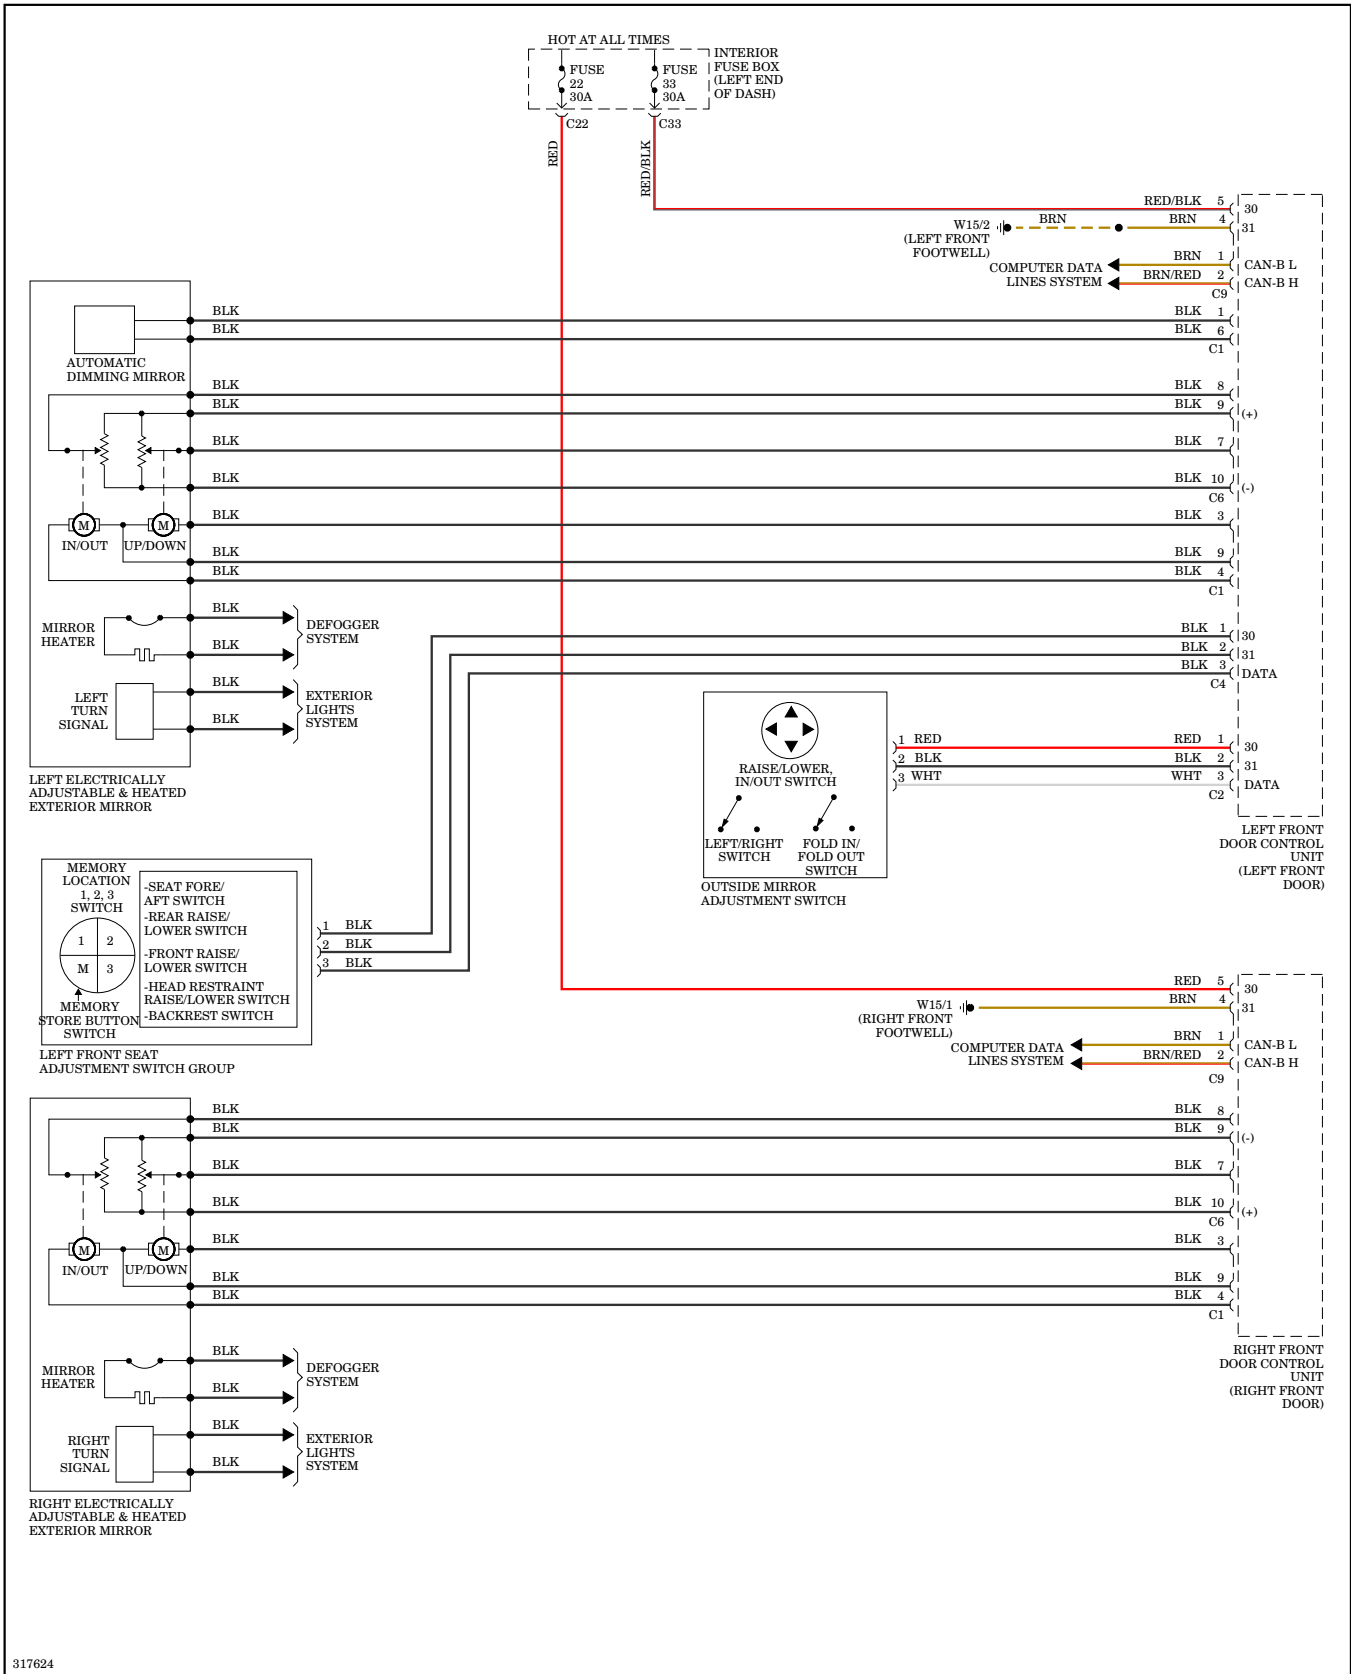 HOT AT ALL TIMES
FUSE
22
30A
FUSE
33
30A
INTERIOR
FUSE BOX
(LEFT END
OF DASH)
C22
C33
RED
RED/BLK
RED/BLK 5
30
W15/2
(LEFT FRONT
FOOTWELL)
BRN
BRN 4
31
COMPUTER DATA
LINES SYSTEM
BRN 1
CAN-B L
BRN/RED 2
CAN-B H
C9
BLK
BLK 1
BLK
BLK 6
C1
AUTOMATIC
DIMMING MIRROR
BLK
BLK 8
BLK
BLK 9
(+)
BLK
BLK 7
BLK
BLK 10
(-)
C6
M
M
IN/OUT
UP/DOWN
BLK
BLK 3
BLK
BLK 9
BLK
BLK 4
C1
MIRROR
HEATER
BLK
BLK
DEFOGGER
SYSTEM
LEFT
TURN
SIGNAL
BLK
BLK
EXTERIOR
LIGHTS
SYSTEM
LEFT ELECTRICALLY
ADJUSTABLE & HEATED
EXTERIOR MIRROR
BLK 1
30
BLK 2
31
BLK 3
DATA
C4
RAISE/LOWER,
IN/OUT SWITCH
LEFT/RIGHT
SWITCH
FOLD IN/
FOLD OUT
SWITCH
OUTSIDE MIRROR
ADJUSTMENT SWITCH
1 RED
RED 1
30
2 BLK
BLK 2
31
3 WHT
WHT 3
DATA
C2
LEFT FRONT
DOOR CONTROL
UNIT
(LEFT FRONT
DOOR)
MEMORY
LOCATION
1, 2, 3
SWITCH
1
2
M
3
MEMORY
STORE BUTTON
SWITCH
-SEAT FORE/
AFT SWITCH
-REAR RAISE/
LOWER SWITCH
-FRONT RAISE/
LOWER SWITCH
-HEAD RESTRAINT
RAISE/LOWER SWITCH
-BACKREST SWITCH
1 BLK
2 BLK
3 BLK
LEFT FRONT SEAT
ADJUSTMENT SWITCH GROUP
RED 5
30
W15/1
(RIGHT FRONT
FOOTWELL)
BRN 4
31
COMPUTER DATA
LINES SYSTEM
BRN 1
CAN-B L
BRN/RED 2
CAN-B H
C9
BLK
BLK 8
BLK
BLK 9
(-)
BLK
BLK 7
BLK
BLK 10
(+)
C6
M
M
IN/OUT
UP/DOWN
BLK
BLK 3
BLK
BLK 9
BLK
BLK 4
C1
RIGHT FRONT
DOOR CONTROL
UNIT
(RIGHT FRONT
DOOR)
MIRROR
HEATER
BLK
BLK
DEFOGGER
SYSTEM
RIGHT
TURN
SIGNAL
BLK
BLK
EXTERIOR
LIGHTS
SYSTEM
RIGHT ELECTRICALLY
ADJUSTABLE & HEATED
EXTERIOR MIRROR
317624